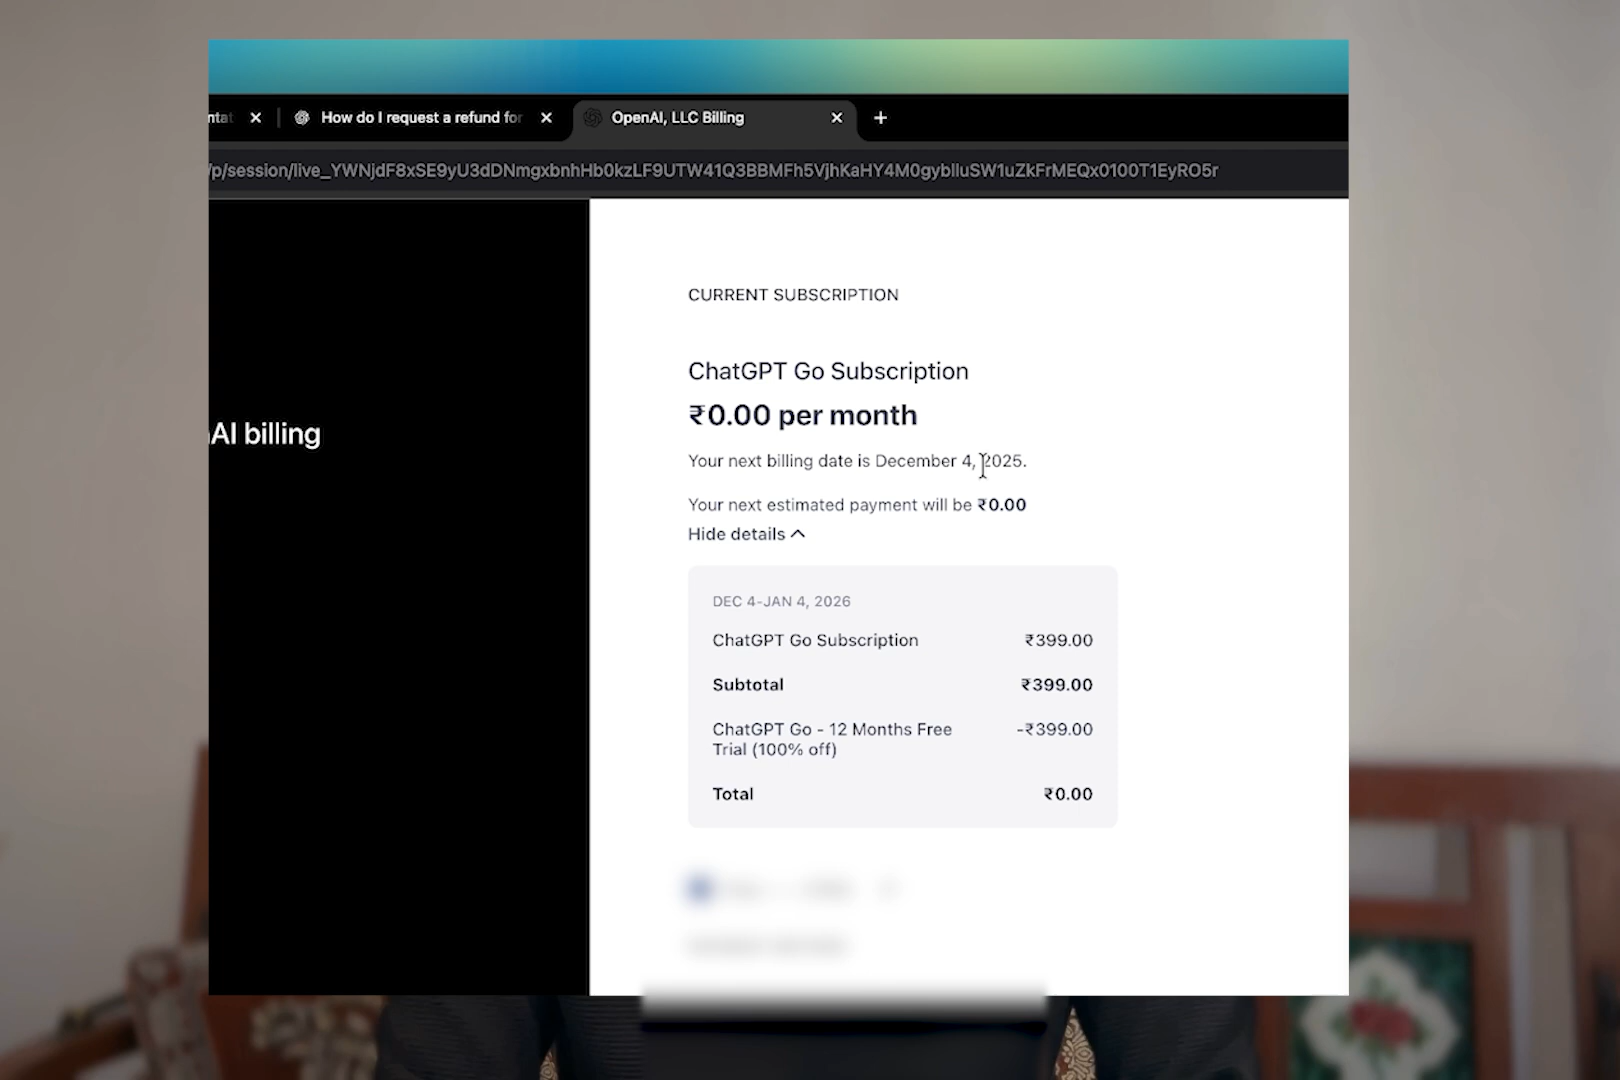 ntat
How do I request a refund for
OpenAI, LLC Billing
/p/session/live_YWNjdF8xSE9yU3dDNmgxbnhHb0kzLF9UTW41Q3BBMFh5VjhKaHY4M0gyblluSW1uZkFrMEQx0100T1EyRO5r
AI billing
CURRENT SUBSCRIPTION
ChatGPT Go Subscription
₹0.00 per month
Your next billing date is December 4, 2025.
Your next estimated payment will be ₹0.00
Hide details
DEC 4-JAN 4, 2026
ChatGPT Go Subscription ₹399.00
Subtotal ₹399.00
ChatGPT Go - 12 Months Free -₹399.00
Trial (100% off)
Total ₹0.00